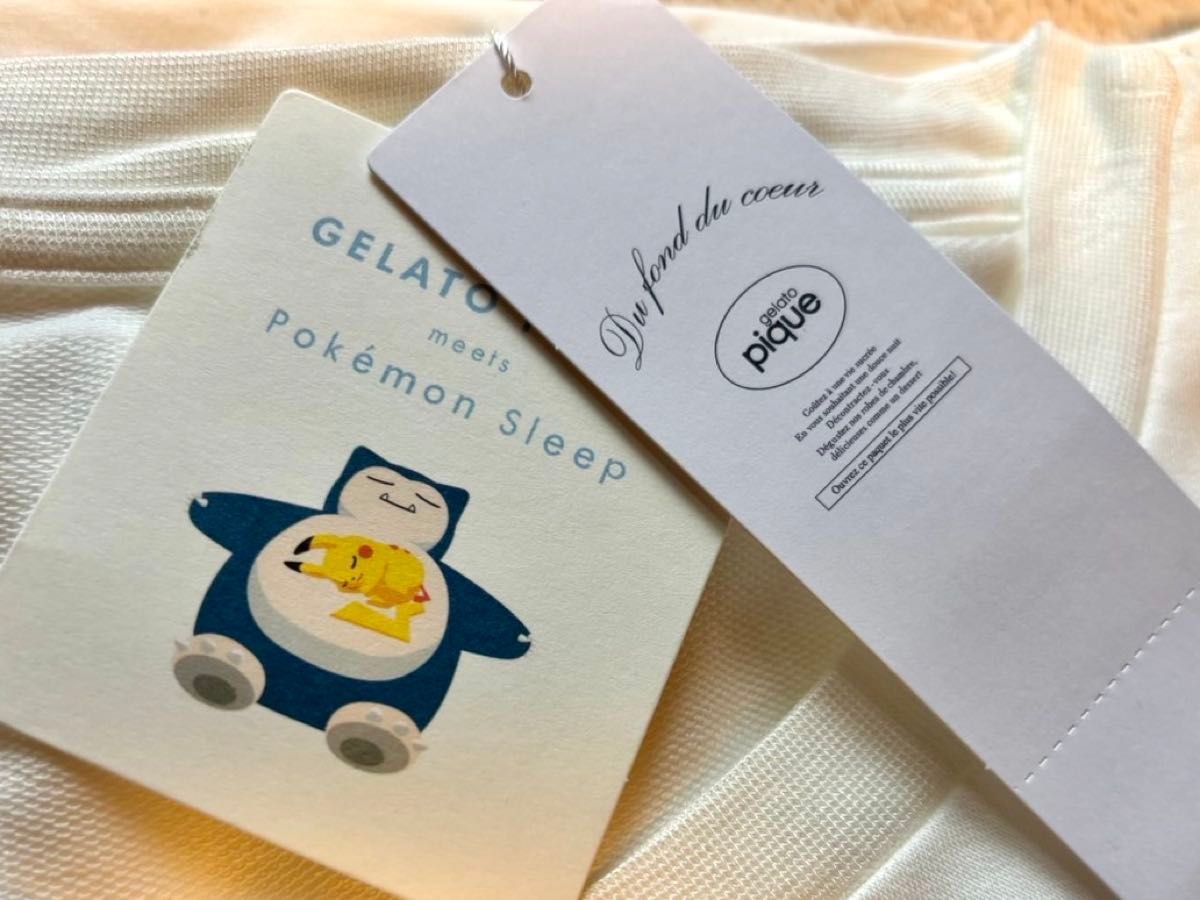 GELATO
meets
Pokémon Sleep
Du fond du coeur
gelato
pique
Goûtez à une vie sucrée
En vous souhaitant une douce nuit
Décontractez-vous
Dégustez nos robes de chambre,
délicieuses comme un dessert
Ouvrez ce paquet le plus vite possible!